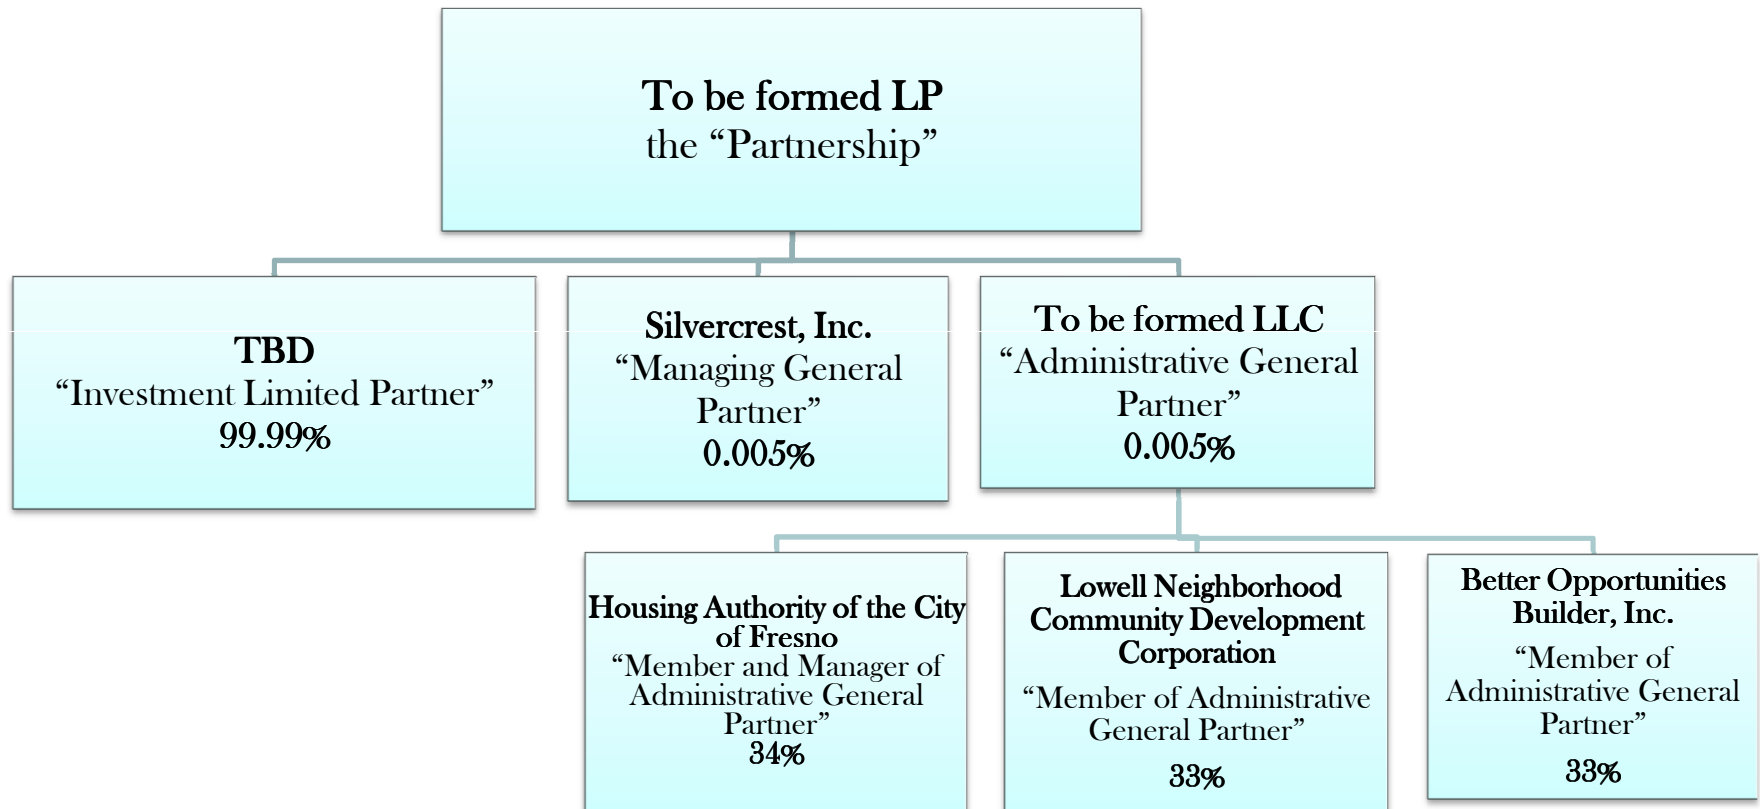 To be formed LP
the “Partnership”
TBD
“Investment Limited Partner”
99.99%
Silvercrest, Inc.
“Managing General
Partner”
0.005%
To be formed LLC
“Administrative General
Partner”
0.005%
Housing Authority of the City
of Fresno
“Member and Manager of
Administrative General
Partner”
34%
Lowell Neighborhood
Community Development
Corporation
“Member of Administrative
General Partner”
33%
Better Opportunities
Builder, Inc.
“Member of
Administrative General
Partner”
33%